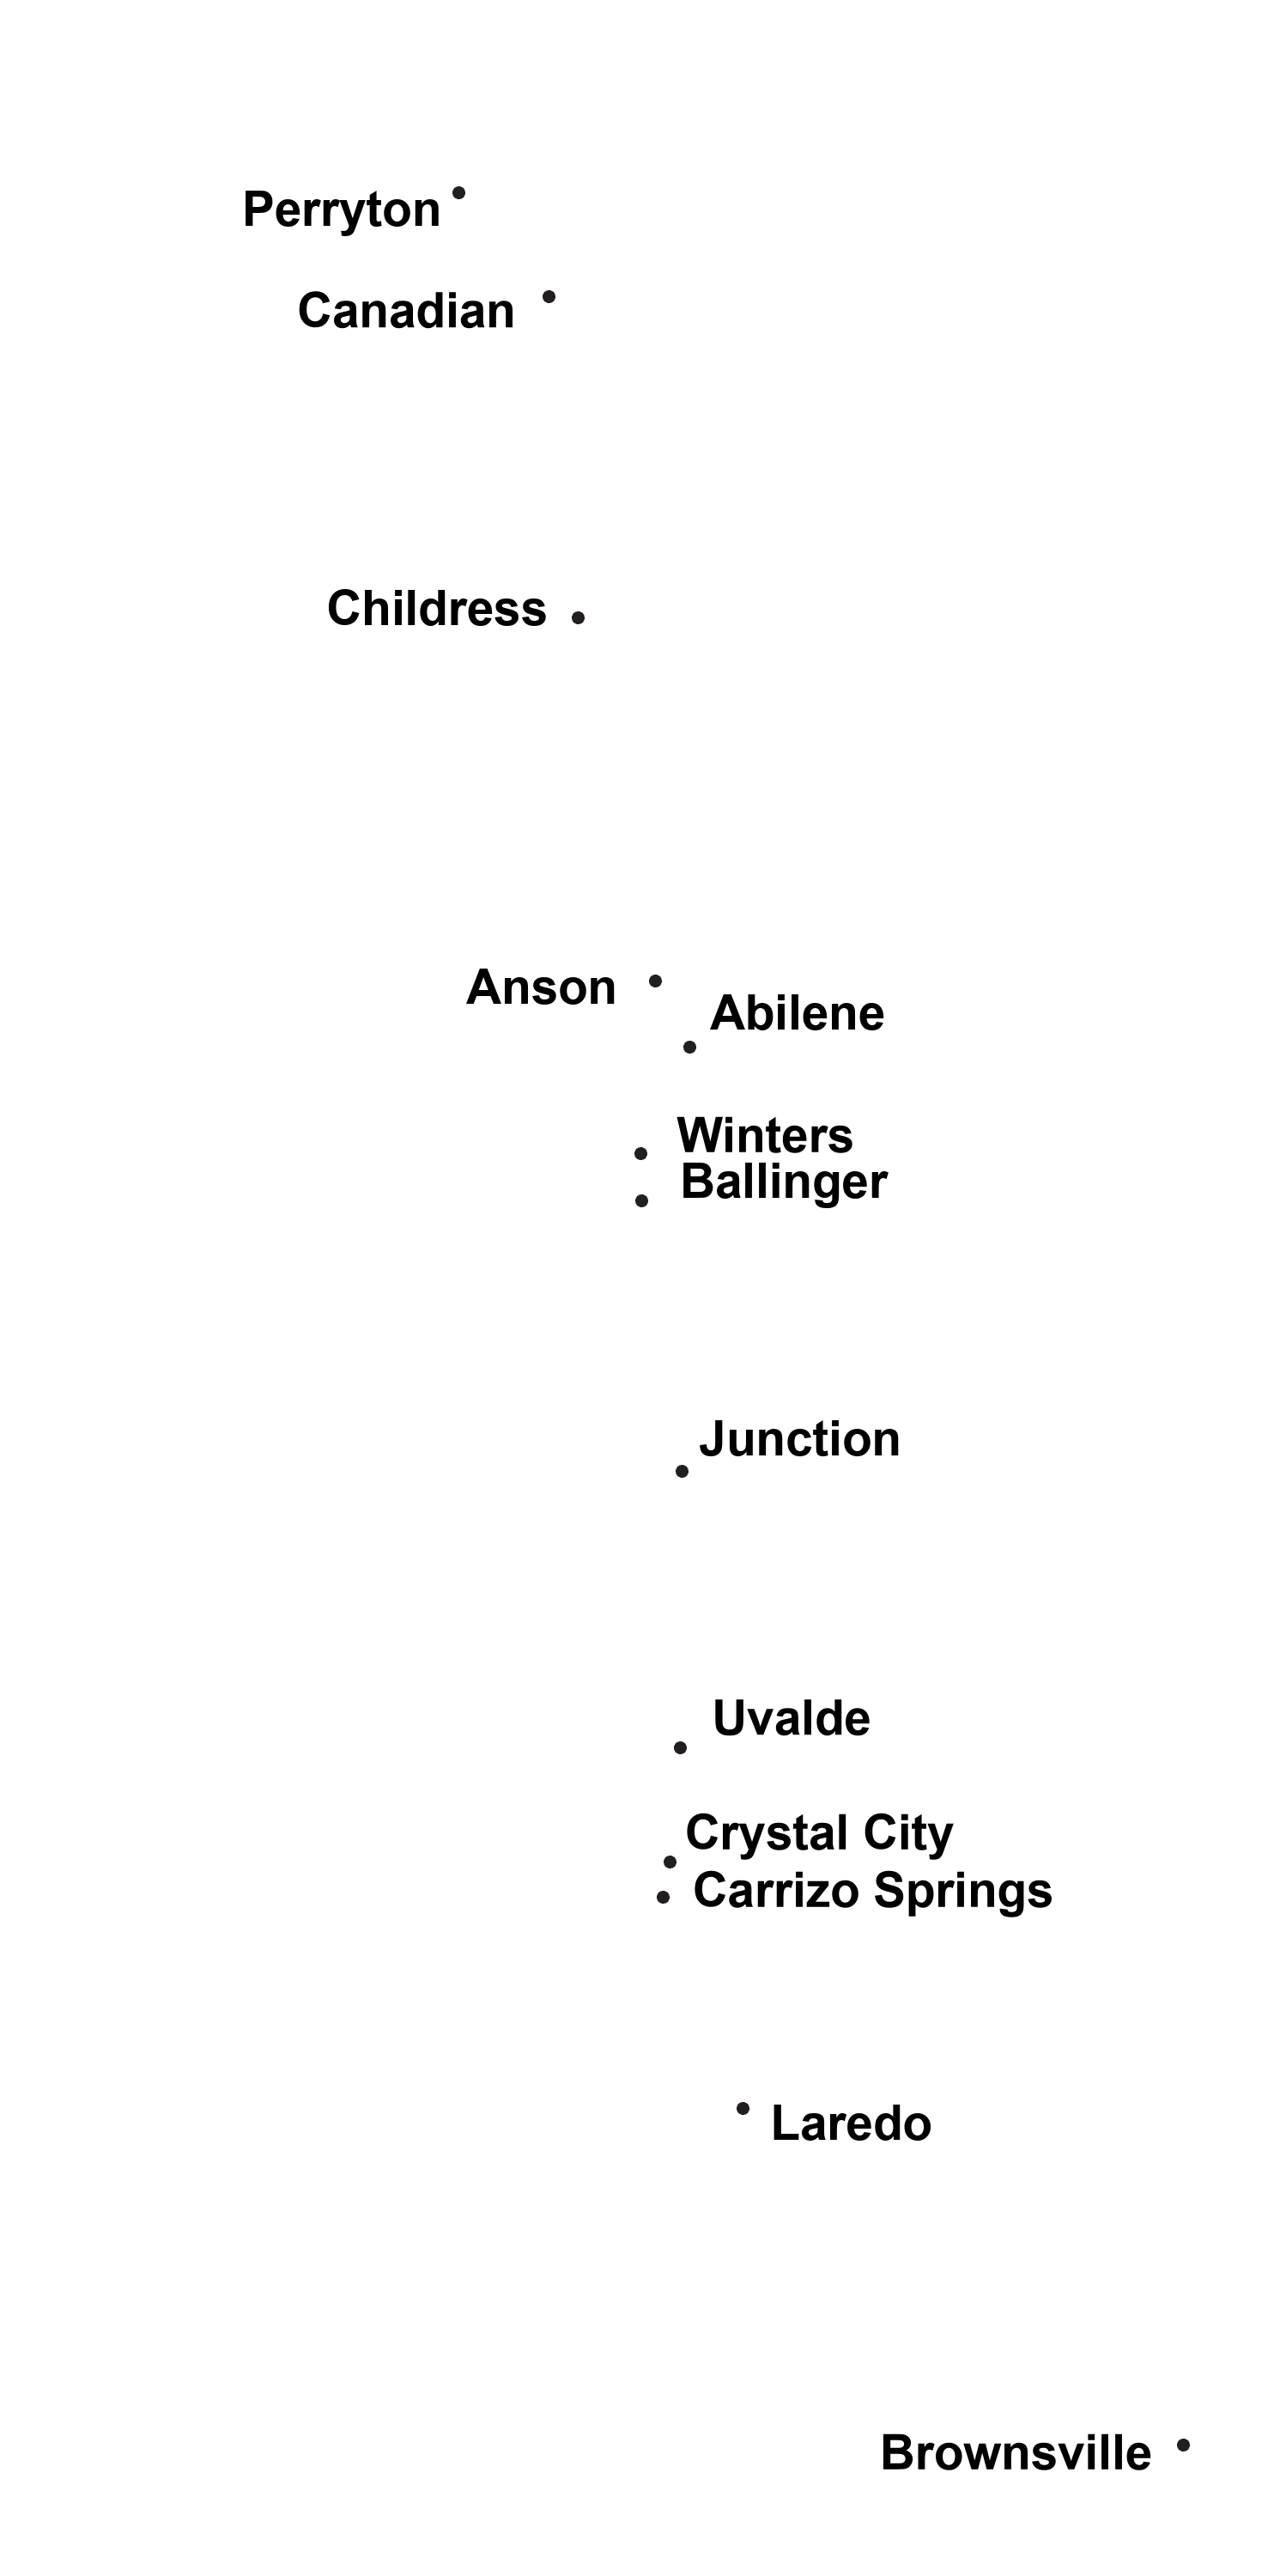 Perryton
Canadian
Childress
Anson
Abilene
Winters
Ballinger
Junction
Uvalde
Crystal City
Carrizo Springs
Laredo
Brownsville